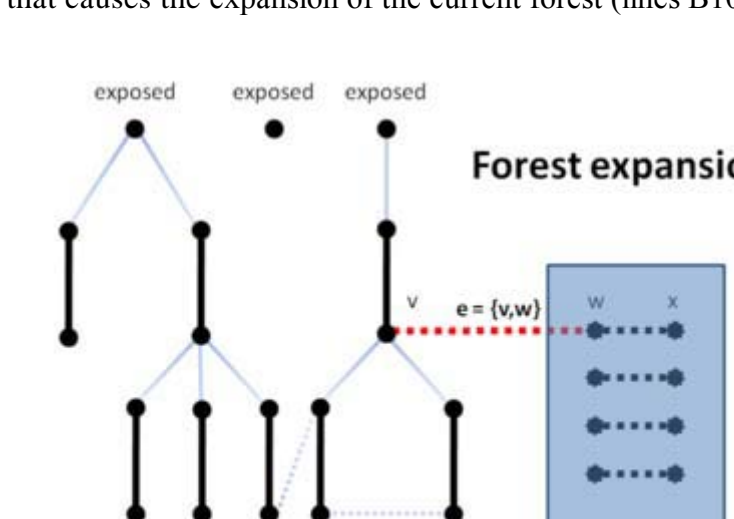 that causes the expansion of the current forest (lines B10
exposed exposed exposed
Forest expansio
v e = {v,w} w x